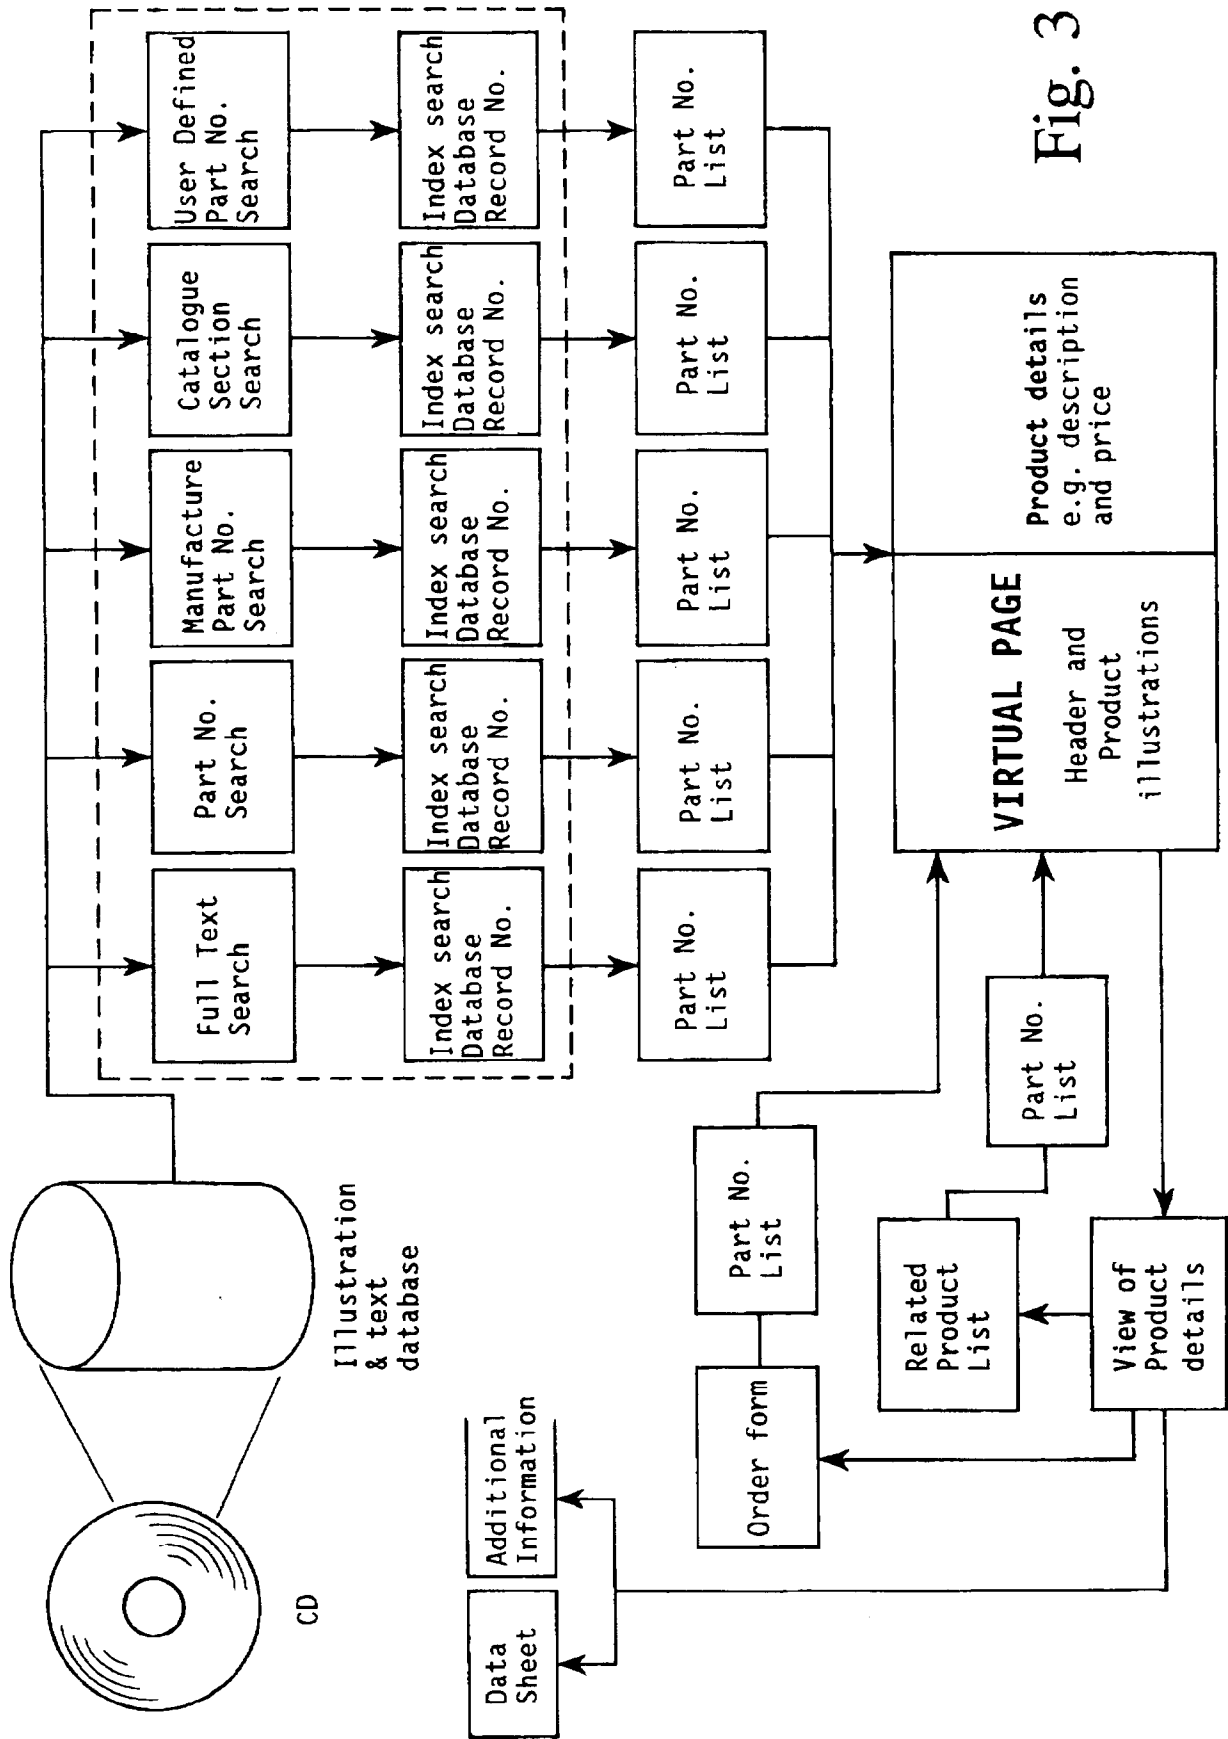 CD
Illustration
& text
database
Full Text
Search
Part No.
Search
Manufacture
Part No.
Search
Catalogue
Section
Search
User Defined
Part No.
Search
Index search
Database
Record No.
Index search
Database
Record No.
Index search
Database
Record No.
Index search
Database
Record No.
Index search
Database
Record No.
Part No.
List
Part No.
List
Part No.
List
Part No.
List
Part No.
List
Data
Sheet
Additional
Information
Order form
Part No.
List
Related
Product
List
Part No.
List
View of
Product
details
VIRTUAL PAGE
Header and
Product
illustrations
Product details
e.g. description
and price
Fig. 3